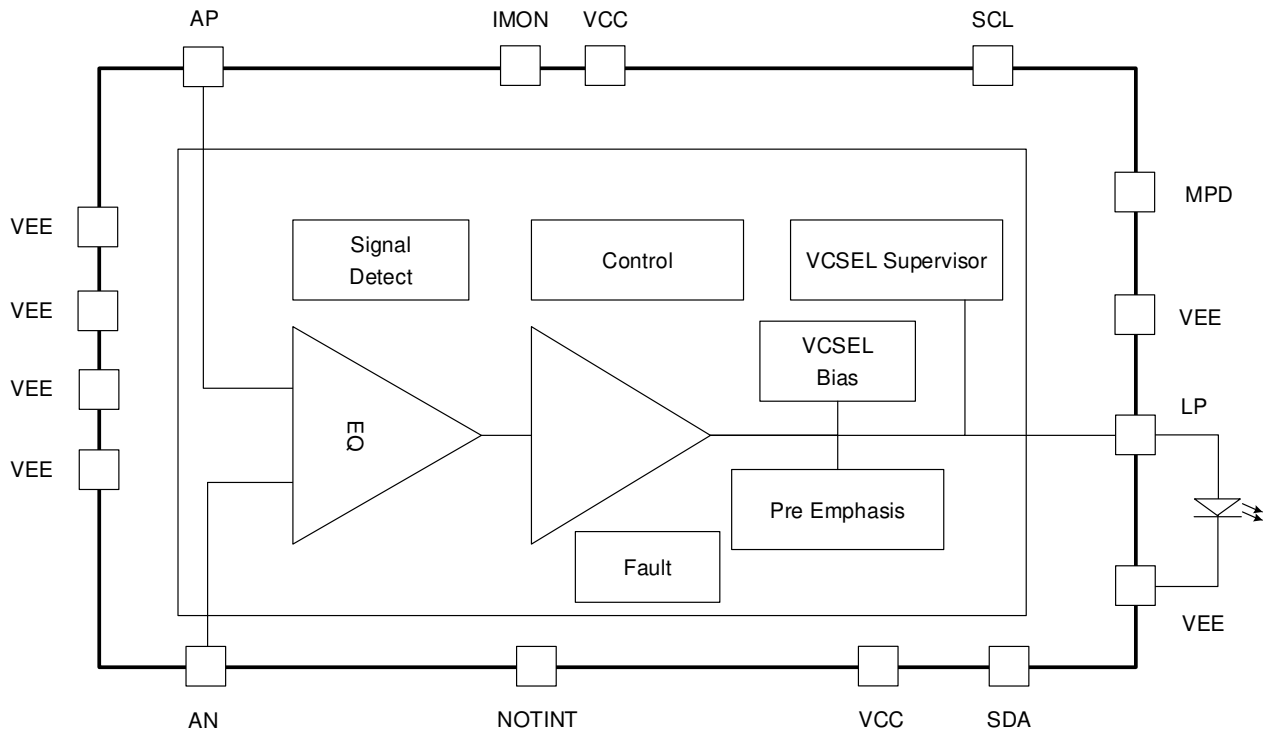 AP
IMON
VCC
SCL
MPD
VEE
VEE
VEE
VEE
VEE
LP
VEE
Signal
Detect
Control
VCSEL Supervisor
VCSEL
Bias
EQ
Pre Emphasis
Fault
AN
NOTINT
VCC
SDA